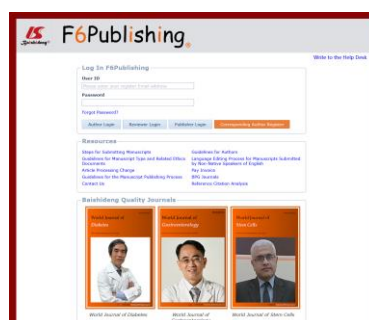 Baishideng
F6Publishing
Write to the Help Desk
Log In F6Publishing
User ID
Please enter your register Email address
Password
Forgot Password?
Author Login
Reviewer Login
Publisher Login
Corresponding Author Register
Resources
Steps for Submitting Manuscripts
Guidelines for Authors
Guidelines for Manuscript Type and Related Ethics Documents
Language Editing Process for Manuscripts Submitted by Non-Native Speakers of English
Article Processing Charge
Pay Invoice
Guidelines for the Manuscript Publishing Process
BPG Journals
Contact Us
Reference Citation Analysis
Baishideng Quality Journals
World Journal of
Diabetes
World Journal of
Gastroenterology
World Journal of
Stem Cells
World Journal of Diabetes
World Journal of
World Journal of Stem Cells